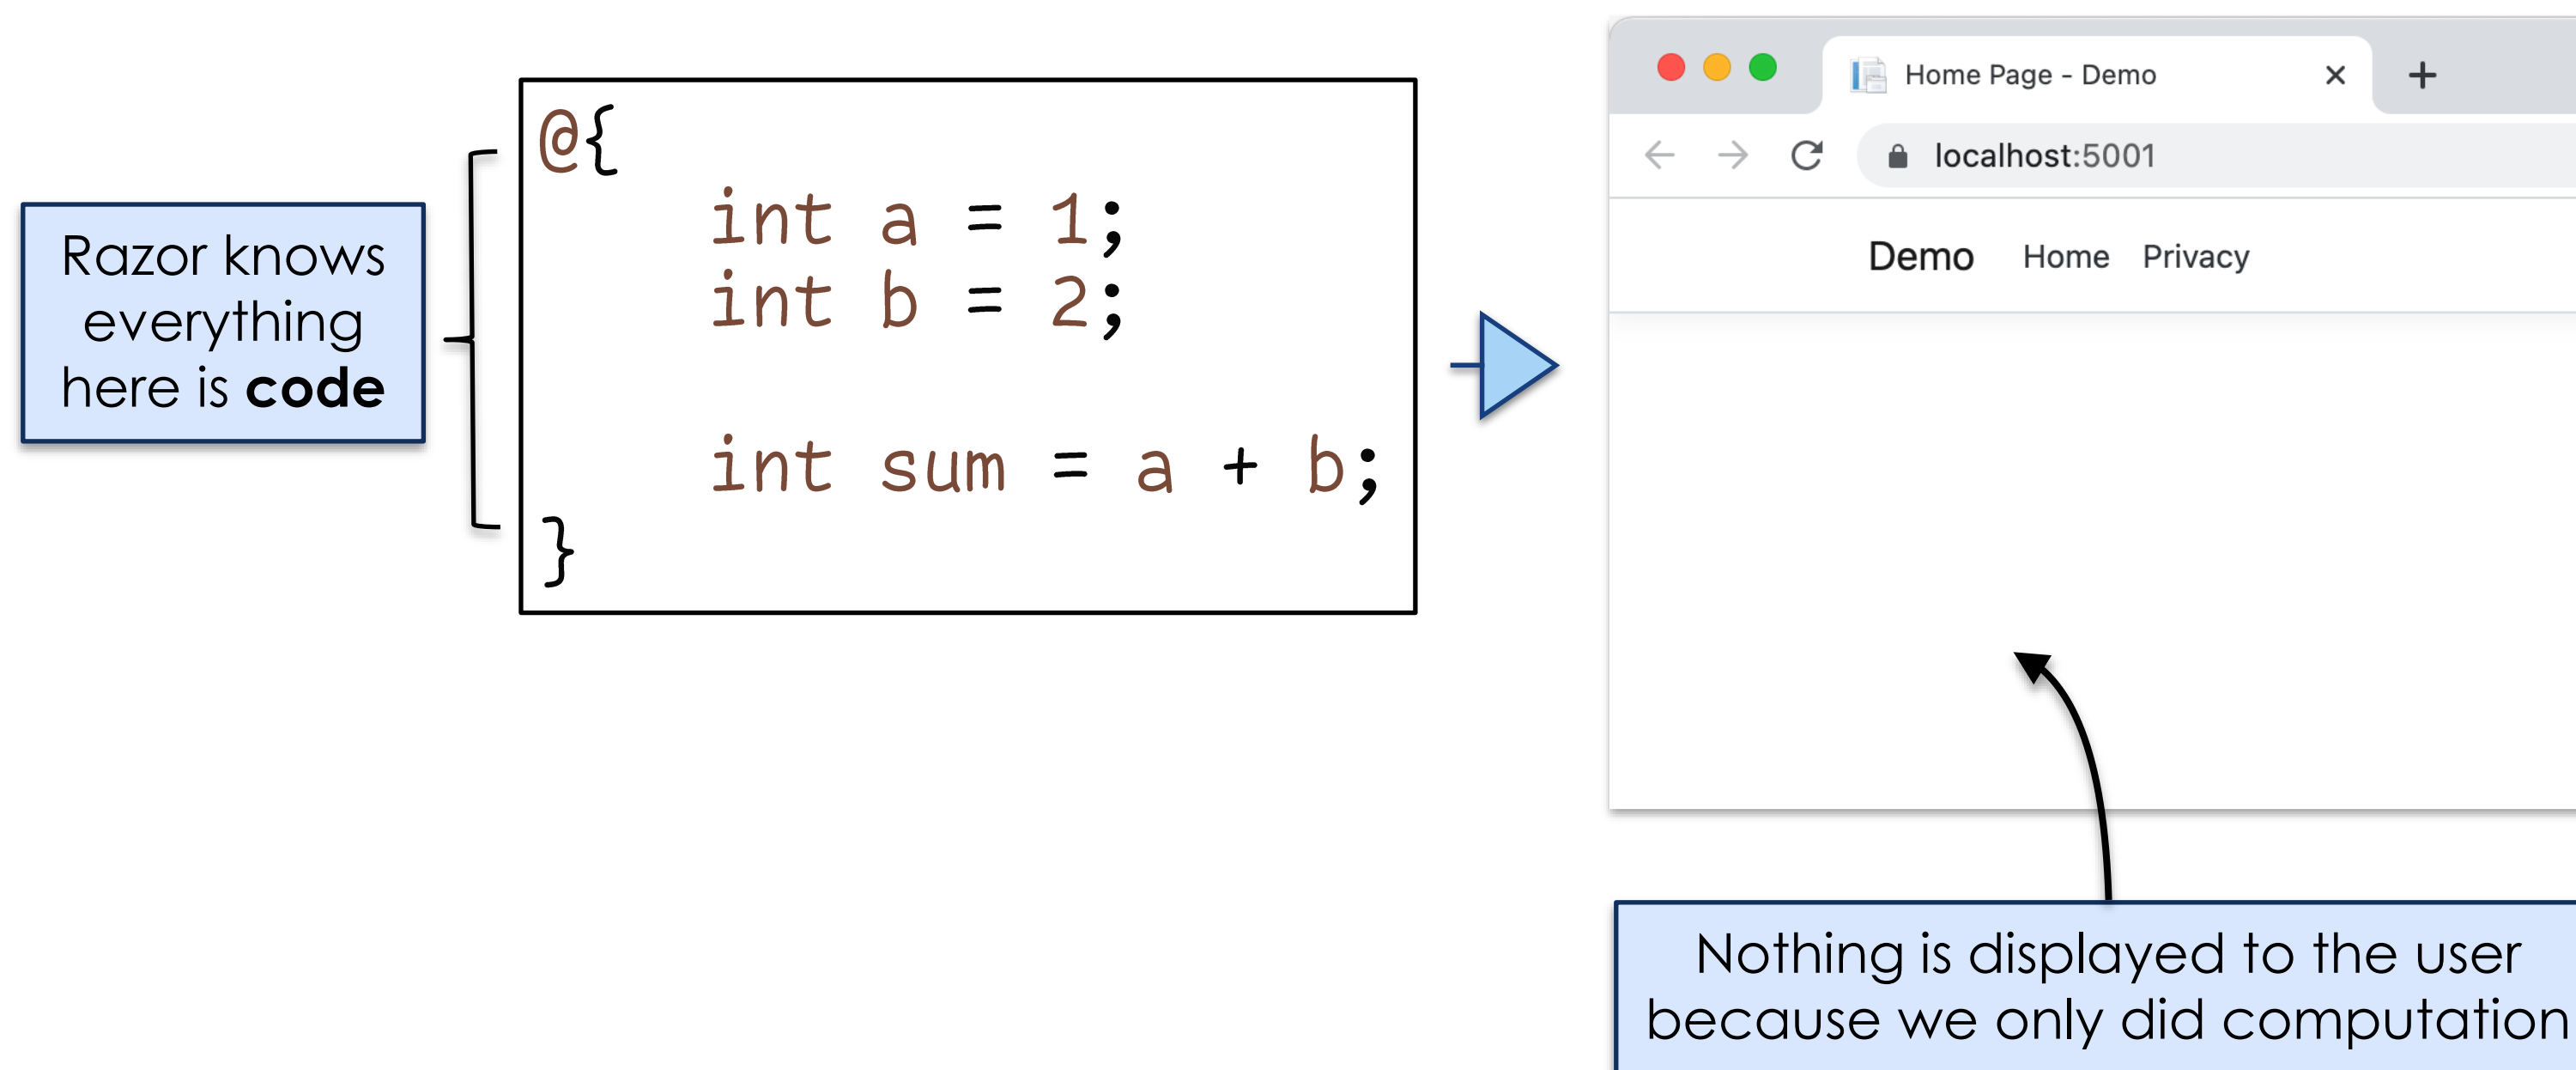 Razor knows
everything
here is code
@{
int a = 1;
int b = 2;
int sum = a + b;
}
Home Page - Demo
localhost:5001
Demo Home Privacy
Nothing is displayed to the user
because we only did computation